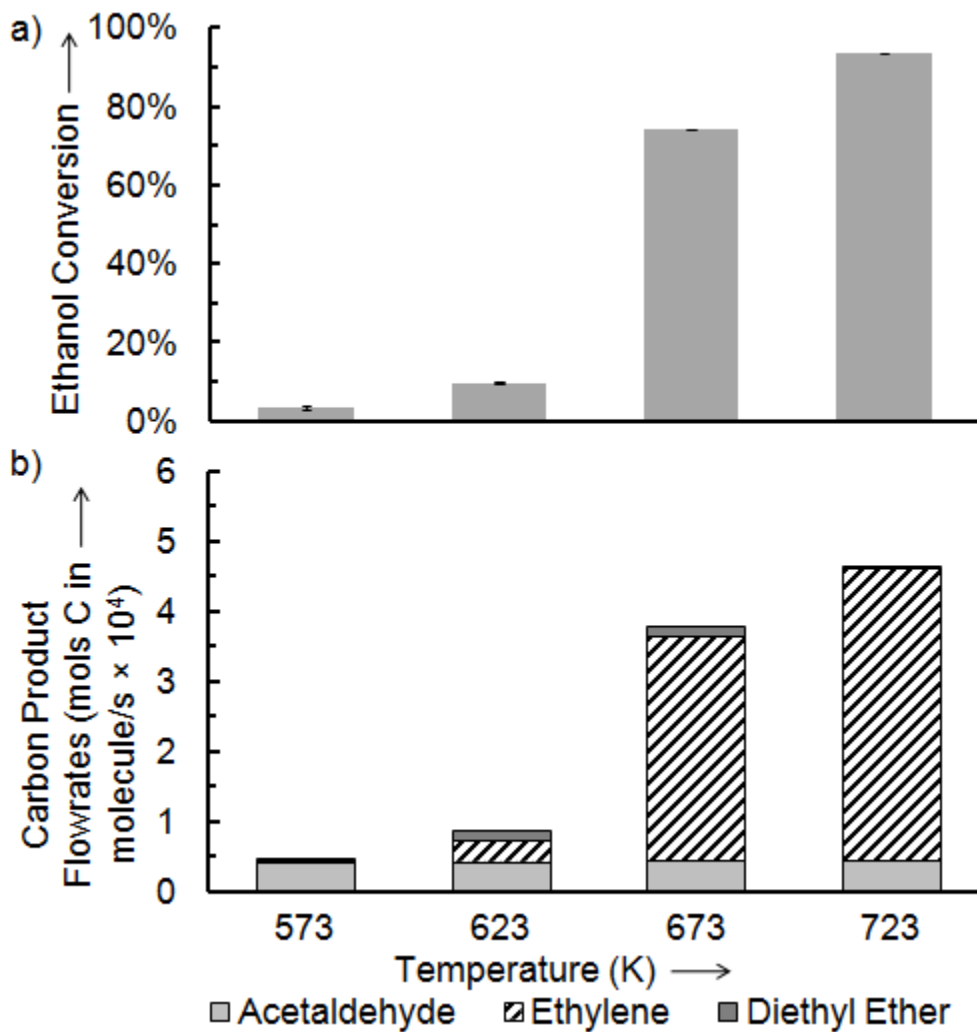 a)
Ethanol Conversion →
100%
80%
60%
40%
20%
0%
b)
Carbon Product
Flowrates (mols C in →
molecule/s × 10⁴)
6
5
4
3
2
1
0
573 623 673 723
Temperature (K) →
Acetaldehyde Ethylene Diethyl Ether